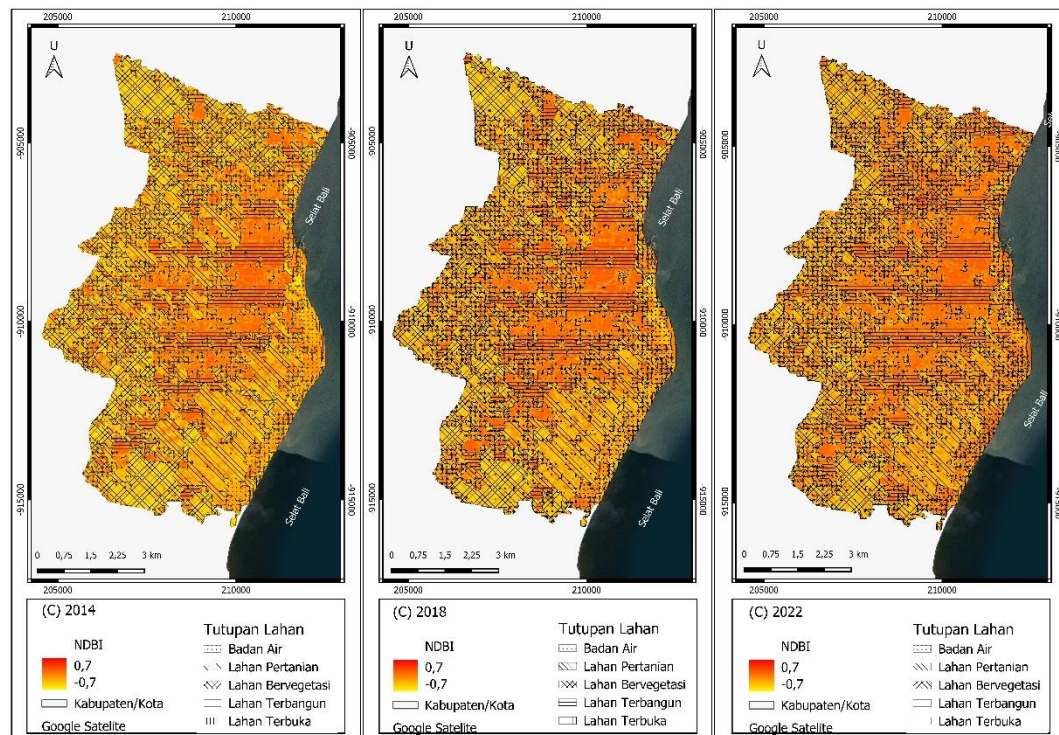 205000 210000
U
-905000
-910000
-915000
Selat Bali
Selat Bali
0 0,75 1,5 2,25 3 km
205000 210000
(C) 2014
NDBI
0,7
-0,7
Kabupaten/Kota
Google Satelite
Tutupan Lahan
Badan Air
Lahan Pertanian
Lahan Bervegetasi
Lahan Terbangun
Lahan Terbuka
205000 210000
U
-905000
-910000
-915000
Selat Bali
Selat Bali
0 0,75 1,5 2,25 3 km
205000 210000
(C) 2018
NDBI
0,7
-0,7
Kabupaten/Kota
Google Satelite
Tutupan Lahan
Badan Air
Lahan Pertanian
Lahan Bervegetasi
Lahan Terbangun
Lahan Terbuka
205000 210000
U
-905000
-910000
-915000
Selat Bali
Selat Bali
0 0,75 1,5 2,25 3 km
205000 210000
(C) 2022
NDBI
0,7
-0,7
Kabupaten/Kota
Google Satelite
Tutupan Lahan
Badan Air
Lahan Pertanian
Lahan Bervegetasi
Lahan Terbangun
Lahan Terbuka